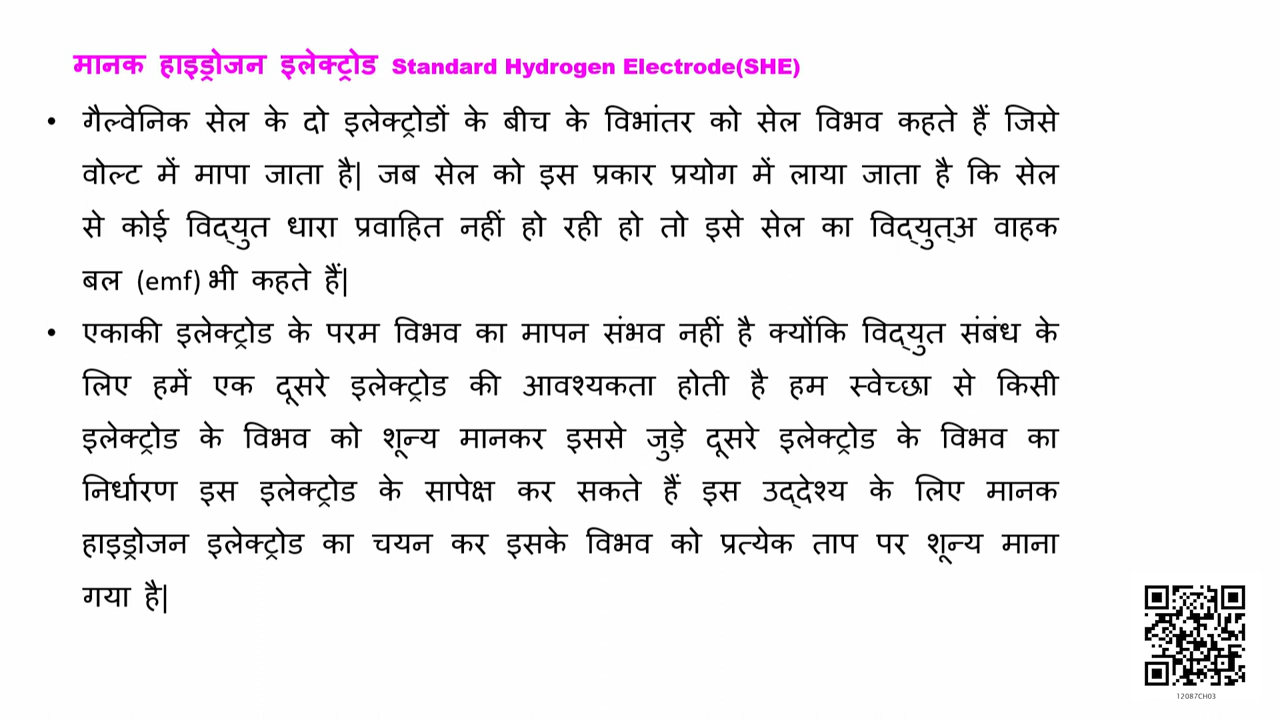 मानक हाइड्रोजन इलेक्ट्रोड Standard Hydrogen Electrode(SHE)
• गैल्वेनिक सेल के दो इलेक्ट्रोडों के बीच के विभांतर को सेल विभव कहते हैं जिसे
वोल्ट में मापा जाता है| जब सेल को इस प्रकार प्रयोग में लाया जाता है कि सेल
से कोई विद्युत धारा प्रवाहित नहीं हो रही हो तो इसे सेल का विद्युत्अ वाहक
बल (emf) भी कहते हैं|
• एकाकी इलेक्ट्रोड के परम विभव का मापन संभव नहीं है क्योंकि विद्युत संबंध के
लिए हमें एक दूसरे इलेक्ट्रोड की आवश्यकता होती है हम स्वेच्छा से किसी
इलेक्ट्रोड के विभव को शून्य मानकर इससे जुड़े दूसरे इलेक्ट्रोड के विभव का
निर्धारण इस इलेक्ट्रोड के सापेक्ष कर सकते हैं इस उद्देश्य के लिए मानक
हाइड्रोजन इलेक्ट्रोड का चयन कर इसके विभव को प्रत्येक ताप पर शून्य माना
गया है|
12087CH03